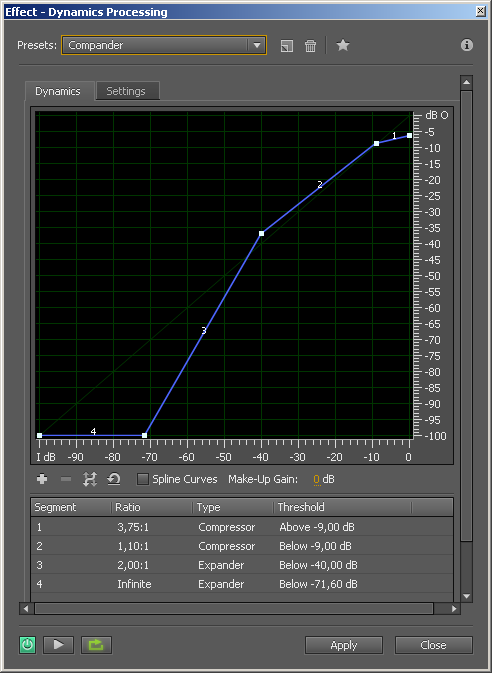 Effect - Dynamics Processing
Presets: Compander
Dynamics Settings
dB 0
-5
-10
-15
-20
-25
-30
-35
-40
-45
-50
-55
-60
-65
-70
-75
-80
-85
-90
-95
-100
1
2
3
4
I dB -90 -80 -70 -60 -50 -40 -30 -20 -10 0
Spline Curves Make-Up Gain: 0 dB
Segment Ratio Type Threshold
1 3,75:1 Compressor Above -9,00 dB
2 1,10:1 Compressor Below -9,00 dB
3 2,00:1 Expander Below -40,00 dB
4 Infinite Expander Below -71,60 dB
Apply Close